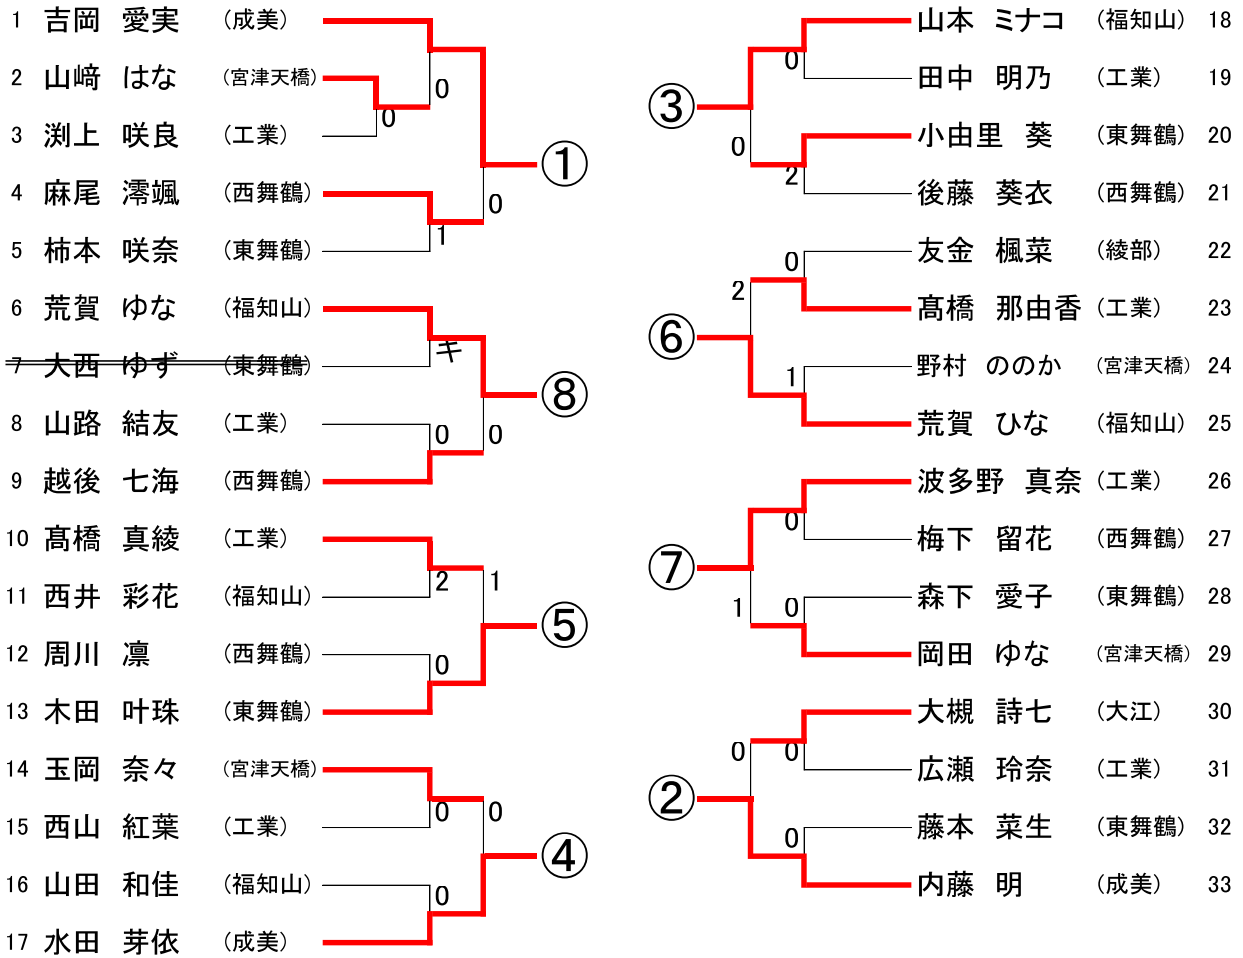 1 吉岡 愛実 （成美）
2 山﨑 はな （宮津天橋）
3 渕上 咲良 （工業）
4 麻尾 澪颯 （西舞鶴）
5 柿本 咲奈 （東舞鶴）
6 荒賀 ゆな （福知山）
7 大西 ゆず （東舞鶴）
8 山路 結友 （工業）
9 越後 七海 （西舞鶴）
10 髙橋 真綾 （工業）
11 西井 彩花 （福知山）
12 周川 凛 （西舞鶴）
13 木田 叶珠 （東舞鶴）
14 玉岡 奈々 （宮津天橋）
15 西山 紅葉 （工業）
16 山田 和佳 （福知山）
17 水田 芽依 （成美）
0
0
1
0
キ
0
0
2
1
0
0
0
0
①
⑧
⑤
④
③
⑥
⑦
②
0
0
2
0
2
1
0
1
0
0
0
0
山本 ミナコ （福知山） 18
田中 明乃 （工業） 19
小由里 葵 （東舞鶴） 20
後藤 葵衣 （西舞鶴） 21
友金 楓菜 （綾部） 22
髙橋 那由香 （工業） 23
野村 ののか （宮津天橋） 24
荒賀 ひな （福知山） 25
波多野 真奈 （工業） 26
梅下 留花 （西舞鶴） 27
森下 愛子 （東舞鶴） 28
岡田 ゆな （宮津天橋） 29
大槻 詩七 （大江） 30
広瀬 玲奈 （工業） 31
藤本 菜生 （東舞鶴） 32
内藤 明 （成美） 33